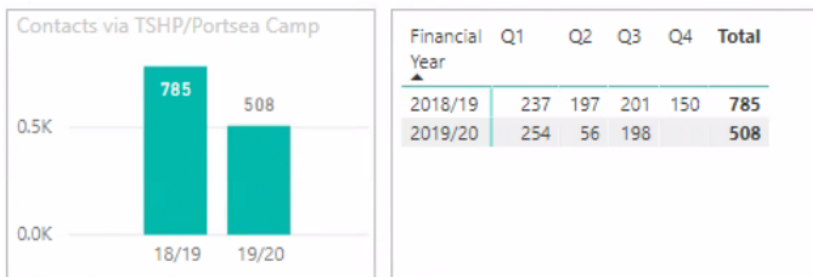 Contacts via TSHP/Portsea Camp
785
508
0.5K
0.0K
18/19 19/20
Financial Year Q1 Q2 Q3 Q4 Total
2018/19 237 197 201 150 785
2019/20 254 56 198 508